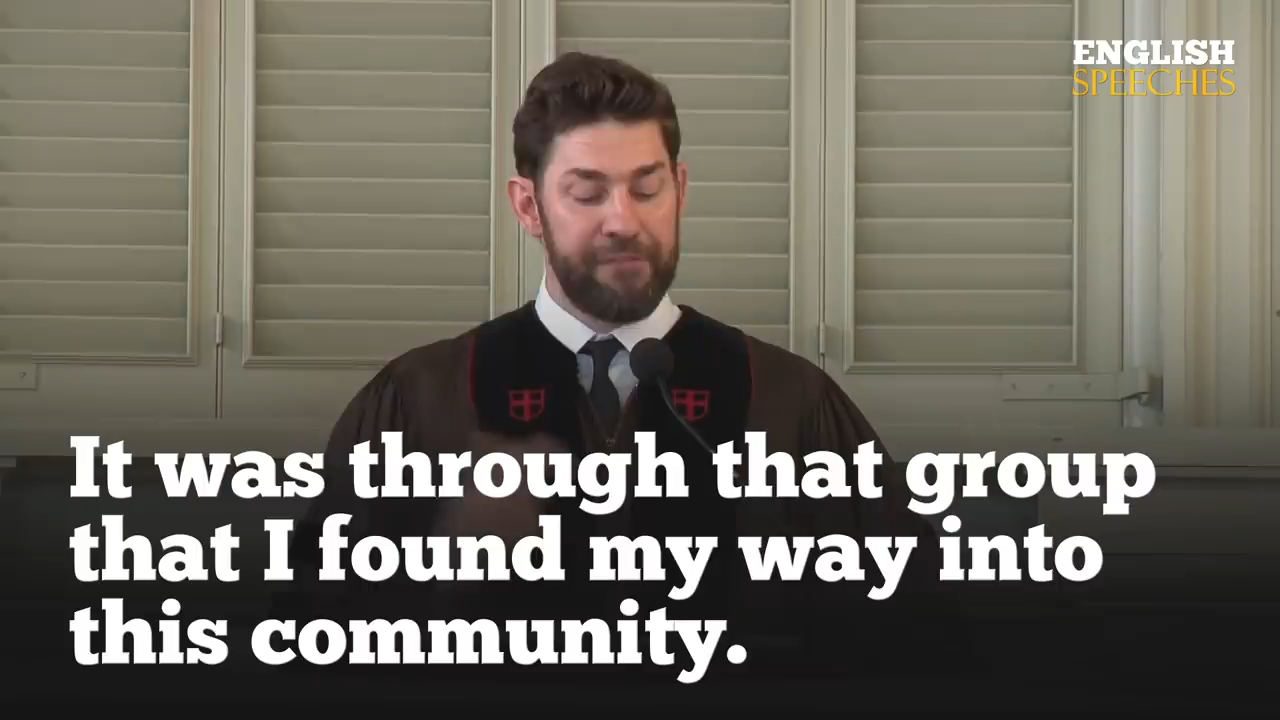 ENGLISH
SPEECHES
It was through that group
that I found my way into
this community.